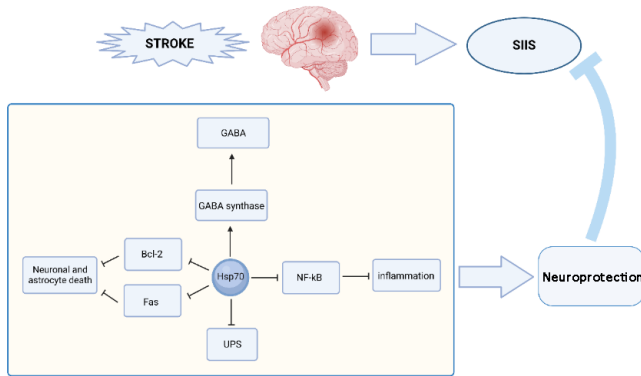 STROKE
SIIS
GABA
GABA synthase
Bcl-2
Neuronal and
astrocyte death
Hsp70
NF-kB
inflammation
Fas
UPS
Neuroprotection